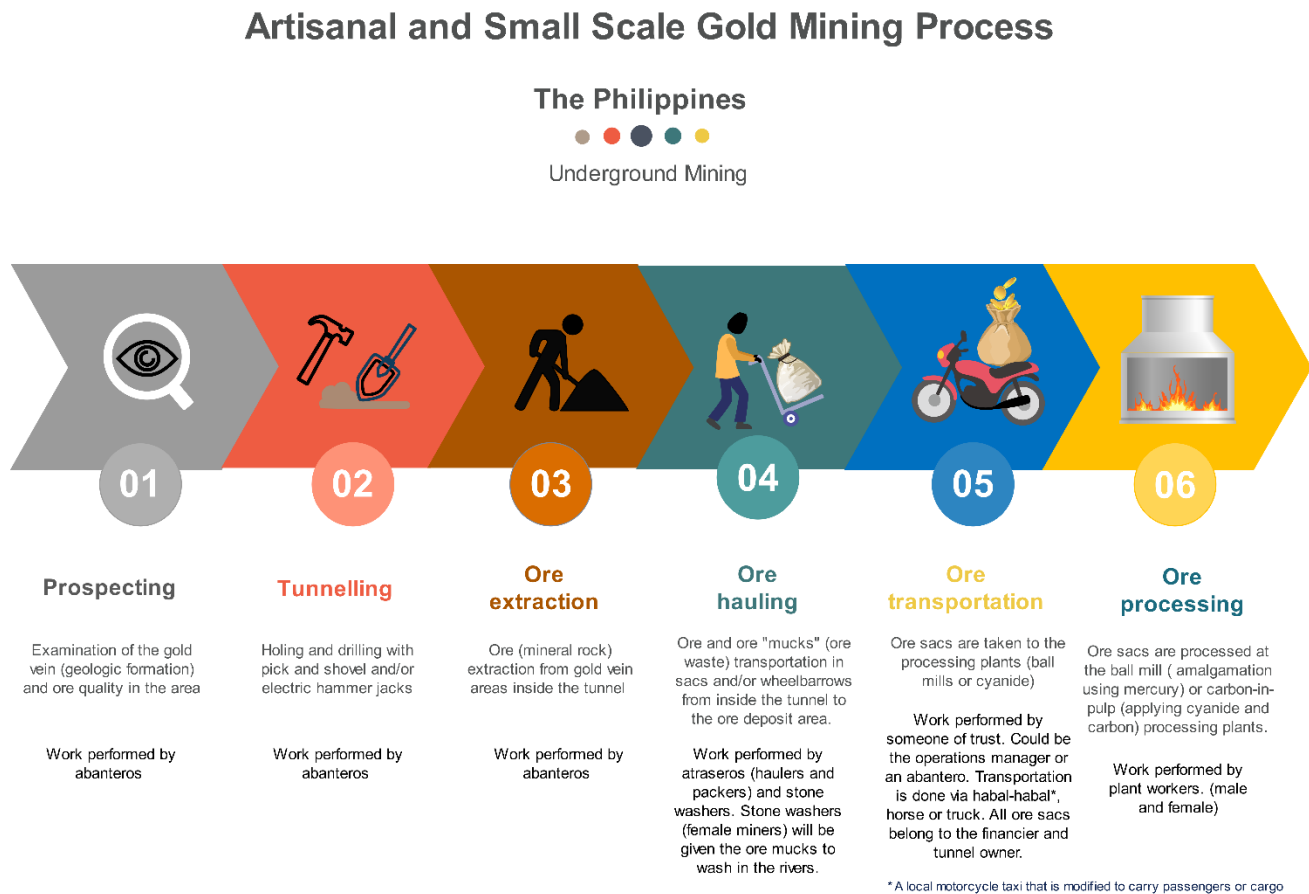 Artisanal and Small Scale Gold Mining Process
The Philippines
Underground Mining
01
02
03
04
05
06
Prospecting
Examination of the gold
vein (geologic formation)
and ore quality in the area
Work performed by
abanteros
Tunnelling
Holing and drilling with
pick and shovel and/or
electric hammer jacks
Work performed by
abanteros
Ore
extraction
Ore (mineral rock)
extraction from gold vein
areas inside the tunnel
Work performed by
abanteros
Ore
hauling
Ore and ore "mucks" (ore
waste) transportation in
sacs and/or wheelbarrows
from inside the tunnel to
the ore deposit area.
Work performed by
atraseros (haulers and
packers) and stone
washers. Stone washers
(female miners) will be
given the ore mucks to
wash in the rivers.
Ore
transportation
Ore sacs are taken to the
processing plants (ball
mills or cyanide)
Work performed by
someone of trust. Could be
the operations manager or
an abantero. Transportation
is done via habal-habal*,
horse or truck. All ore sacs
belong to the financier and
tunnel owner.
Ore
processing
Ore sacs are processed at
the ball mill ( amalgamation
using mercury) or carbon-in-
pulp (applying cyanide and
carbon) processing plants.
Work performed by
plant workers. (male
and female)
* A local motorcycle taxi that is modified to carry passengers or cargo